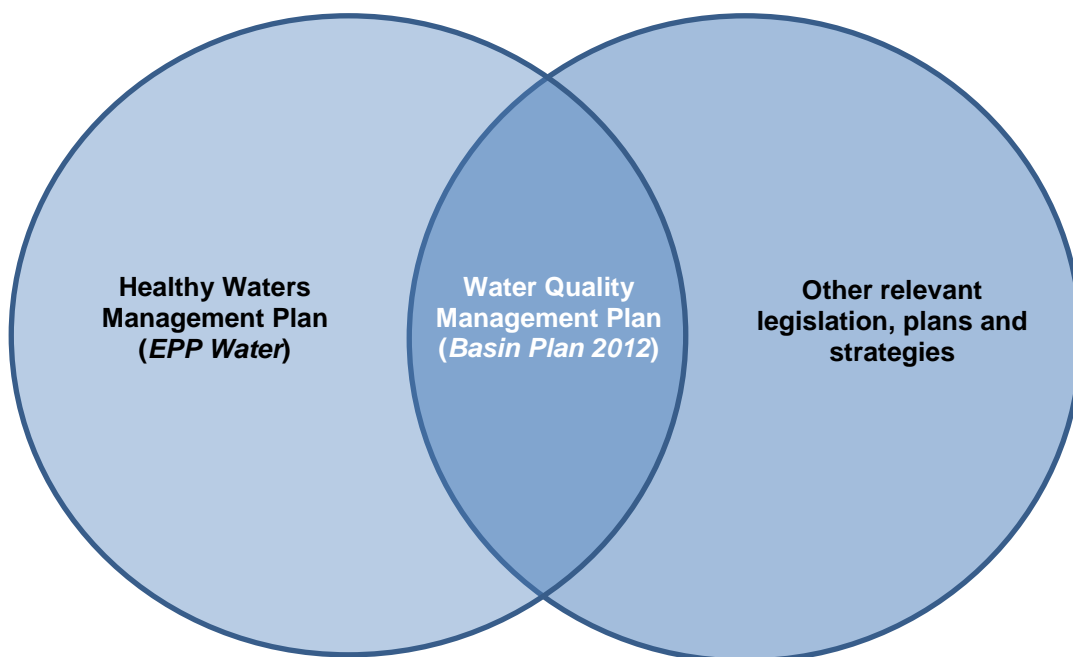 Healthy Waters
Management Plan
(EPP Water)
Water Quality
Management Plan
(Basin Plan 2012)
Other relevant
legislation, plans and
strategies